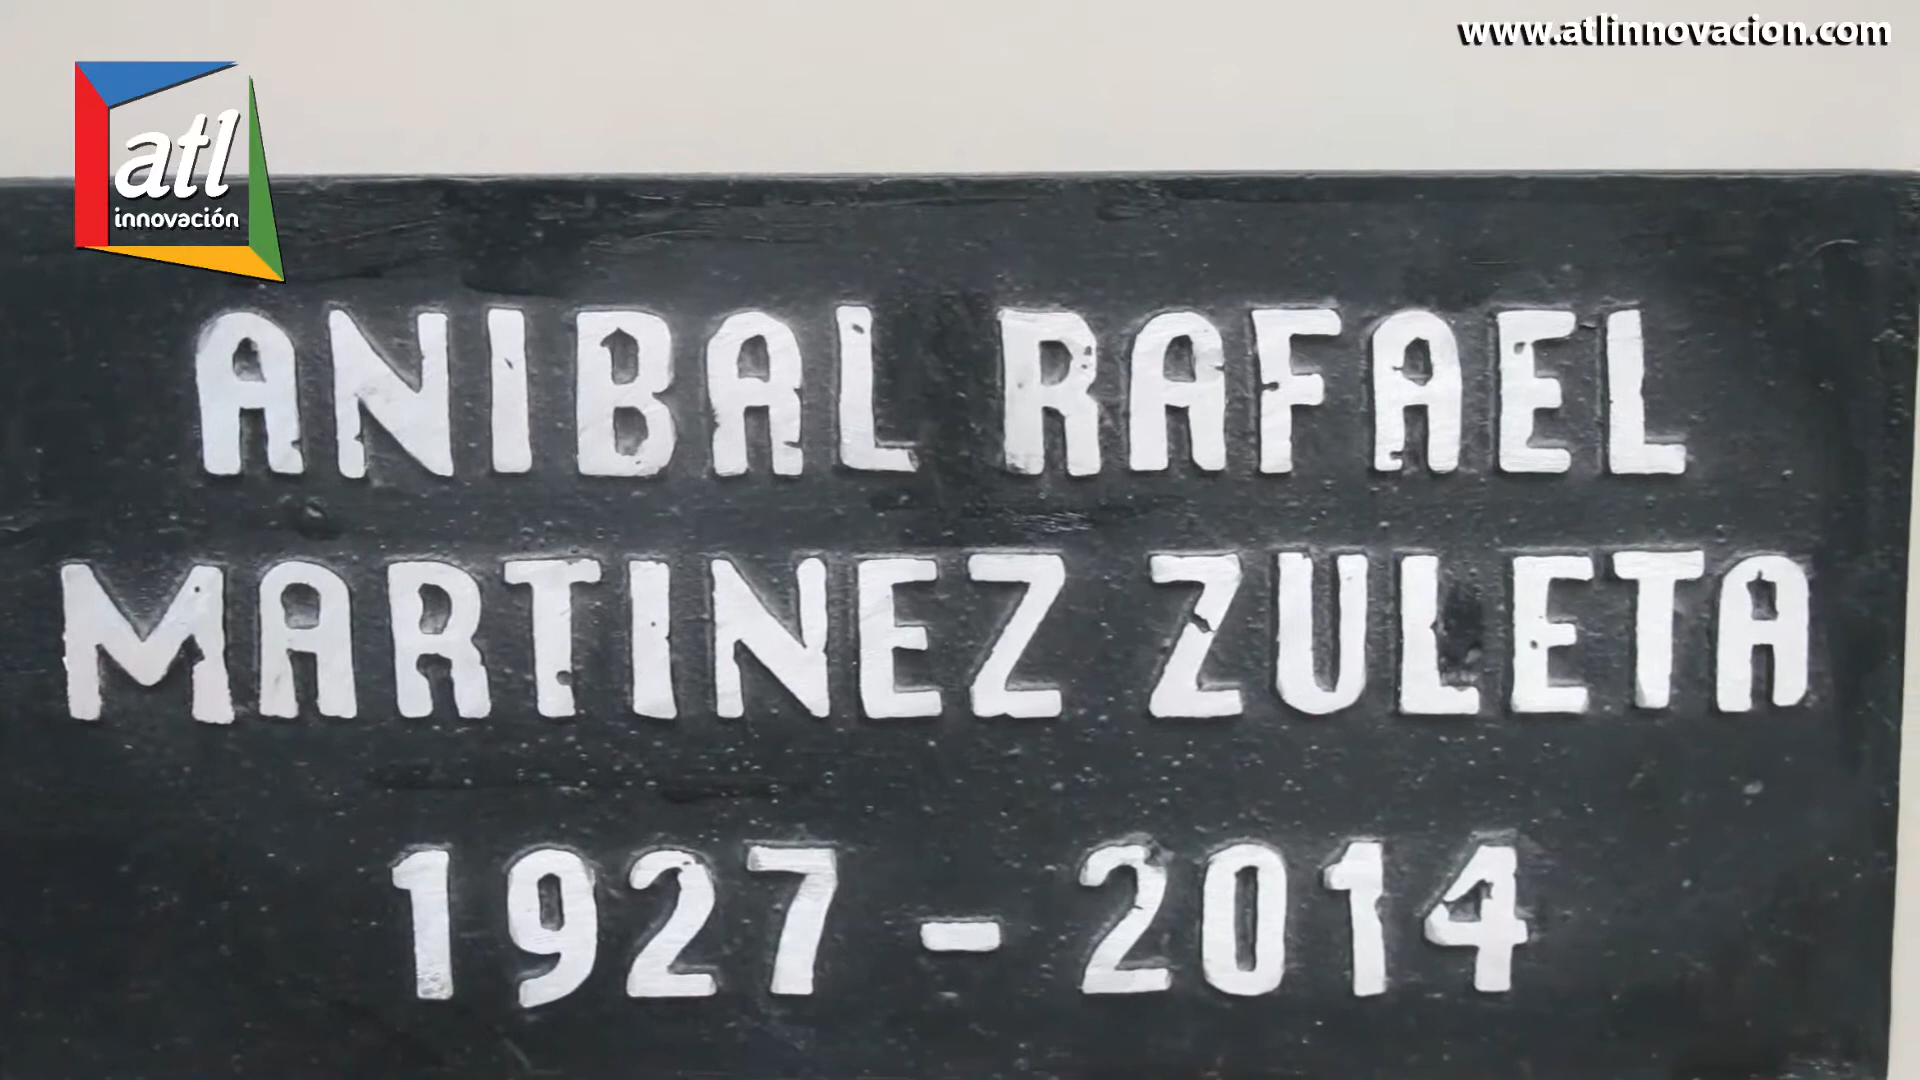 www.atlinnovacion.com
atl
innovación
ANIBAL RAFAEL
MARTINEZ ZULETA
1927 - 2014